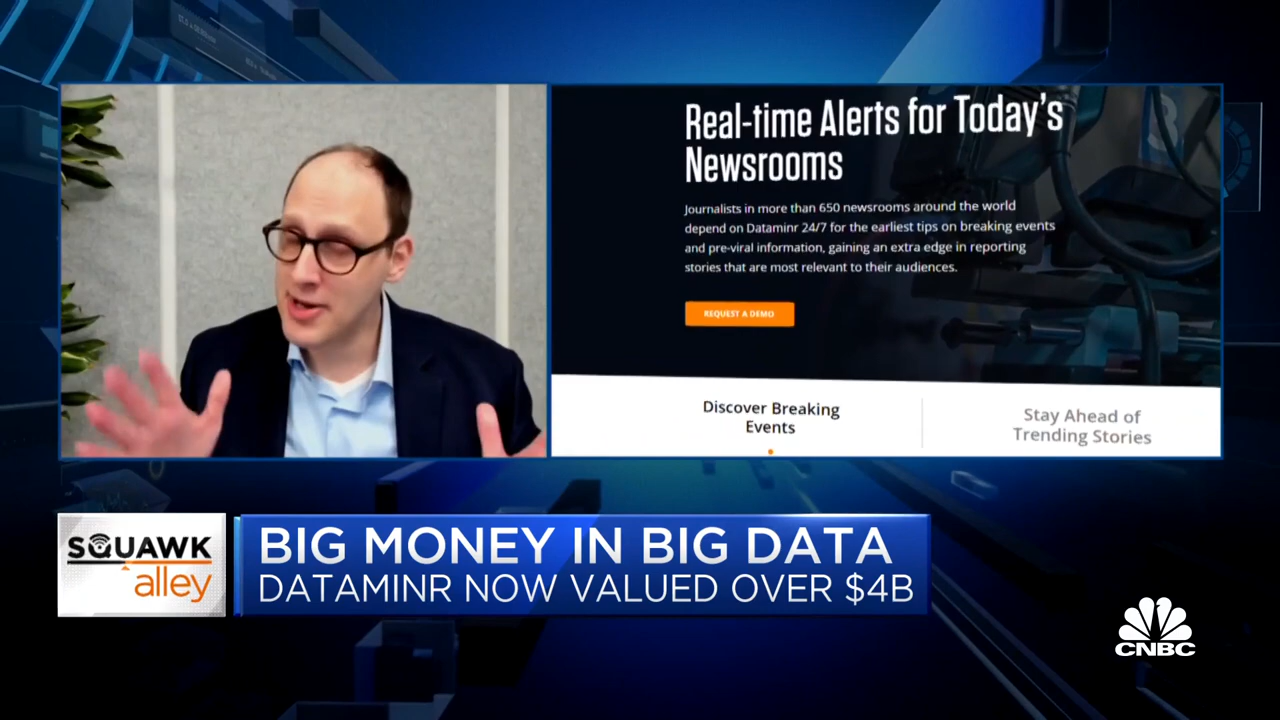 Real-time Alerts for Today's
Newsrooms
Journalists in more than 650 newsrooms around the world
depend on Dataminr 24/7 for the earliest tips on breaking events
and pre-viral information, gaining an extra edge in reporting
stories that are most relevant to their audiences.
REQUEST A DEMO
Discover Breaking
Events
Stay Ahead of
Trending Stories
SQUAWK
alley
BIG MONEY IN BIG DATA
DATAMINR NOW VALUED OVER $4B
CNBC